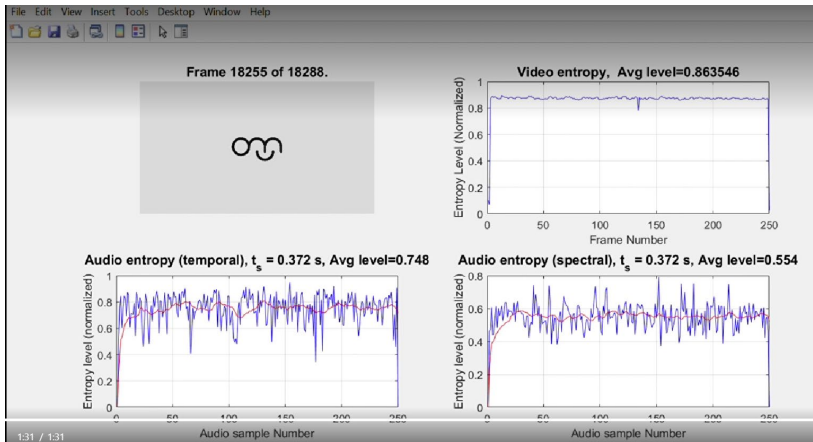 File Edit View Insert Tools Desktop Window Help
Frame 18255 of 18288.
om
Video entropy, Avg level=0.863546
Entropy Level (Normalized)
1
0.8
0.6
0.4
0.2
0
0 50 100 150 200 250
Frame Number
Audio entropy (temporal), ts = 0.372 s, Avg level=0.748
Entropy level (normalized)
1
0.8
0.6
0.4
0.2
0
0 50 100 150 200 250
Audio sample Number
Audio entropy (spectral), ts = 0.372 s, Avg level=0.554
Entropy level (normalized)
0.8
0.6
0.4
0.2
0
0 50 100 150 200 250
Audio sample Number
1:31 / 1:31